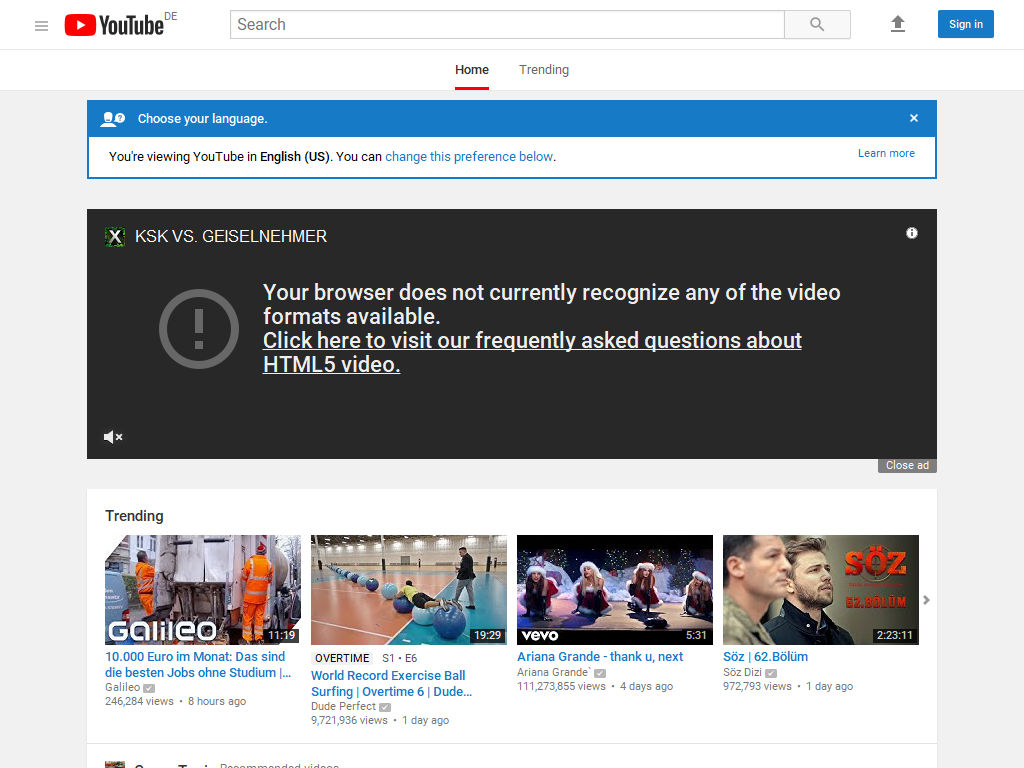 YouTube DE
Search
Sign in
Home
Trending
Choose your language.
×
You're viewing YouTube in English (US). You can change this preference below.
Learn more
X KSK VS. GEISELNEHMER
Your browser does not currently recognize any of the video
formats available.
Click here to visit our frequently asked questions about
HTML5 video.
Close ad
Trending
GALILEO
11:19
19:29
vevo
5:31
SÖZ
62.BÖLÜM
2:23:11
10.000 Euro im Monat: Das sind
die besten Jobs ohne Studium |...
Galileo
246,284 views • 8 hours ago
OVERTIME S1 • E6
World Record Exercise Ball
Surfing | Overtime 6 | Dude...
Dude Perfect
9,721,936 views • 1 day ago
Ariana Grande - thank u, next
Ariana Grande`
111,273,855 views • 4 days ago
Söz | 62.Bölüm
Söz Dizi
972,793 views • 1 day ago
Recommended videos